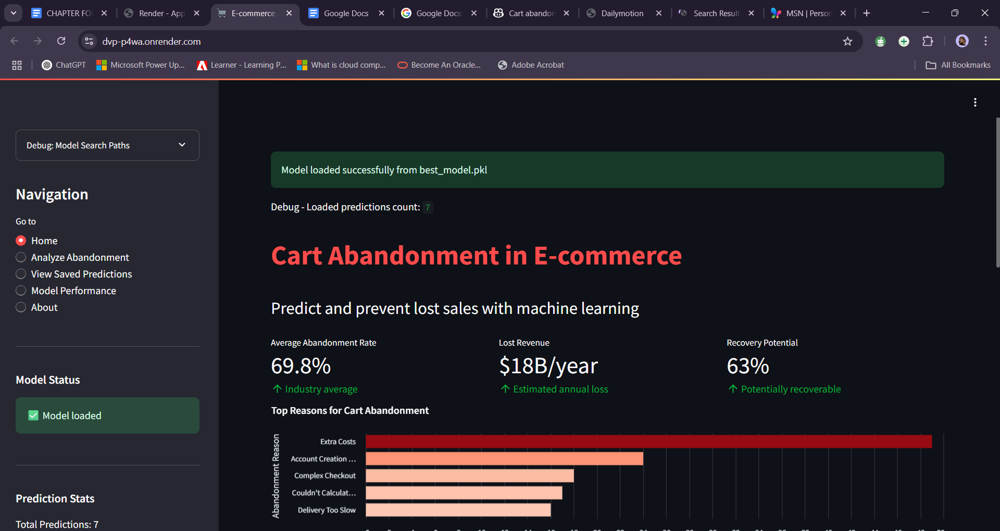 CHAPTER FO
Render - App
E-commerce
Google Docs
Google Docs:
Cart abandon
Dailymotion
Search Result
MSN | Person
dvp-p4wa.onrender.com
ChatGPT
Microsoft Power Up...
Learner - Learning P...
What is cloud comp...
Become An Oracle...
Adobe Acrobat
All Bookmarks
Debug: Model Search Paths
Navigation
Go to
Home
Analyze Abandonment
View Saved Predictions
Model Performance
About
Model Status
Model loaded
Prediction Stats
Total Predictions: 7
Model loaded successfully from best_model.pkl
Debug - Loaded predictions count: 7
Cart Abandonment in E-commerce
Predict and prevent lost sales with machine learning
Average Abandonment Rate
69.8%
Industry average
Lost Revenue
$18B/year
Estimated annual loss
Recovery Potential
63%
Potentially recoverable
Top Reasons for Cart Abandonment
Abandonment Reason
Extra Costs
Account Creation ...
Complex Checkout
Couldn't Calculat...
Delivery Too Slow